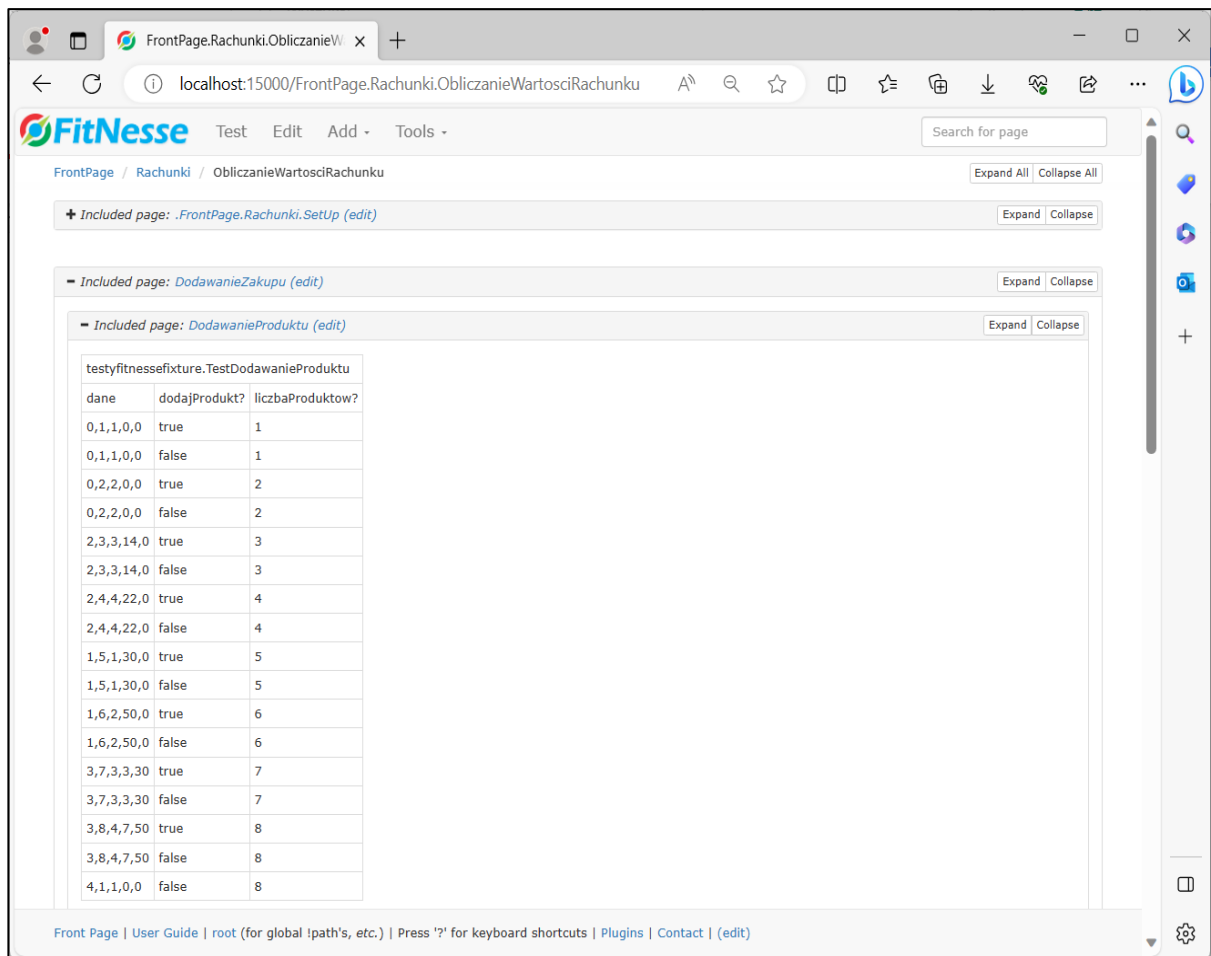 FrontPage.Rachunki.ObliczanieW
localhost:15000/FrontPage.Rachunki.ObliczanieWartosciRachunku
FitNesse Test Edit Add Tools Search for page
FrontPage / Rachunki / ObliczanieWartosciRachunku Expand All Collapse All
Included page: .FrontPage.Rachunki.SetUp (edit) Expand Collapse
Included page: DodawanieZakupu (edit) Expand Collapse
Included page: DodawanieProduktu (edit) Expand Collapse
testyfitnessefixture.TestDodawanieProduktu
dane dodajProdukt? liczbaProduktow?
0,1,1,0,0 true 1
0,1,1,0,0 false 1
0,2,2,0,0 true 2
0,2,2,0,0 false 2
2,3,3,14,0 true 3
2,3,3,14,0 false 3
2,4,4,22,0 true 4
2,4,4,22,0 false 4
1,5,1,30,0 true 5
1,5,1,30,0 false 5
1,6,2,50,0 true 6
1,6,2,50,0 false 6
3,7,3,3,30 true 7
3,7,3,3,30 false 7
3,8,4,7,50 true 8
3,8,4,7,50 false 8
4,1,1,0,0 false 8
Front Page | User Guide | root (for global !path's, etc.) | Press '?' for keyboard shortcuts | Plugins | Contact | (edit)